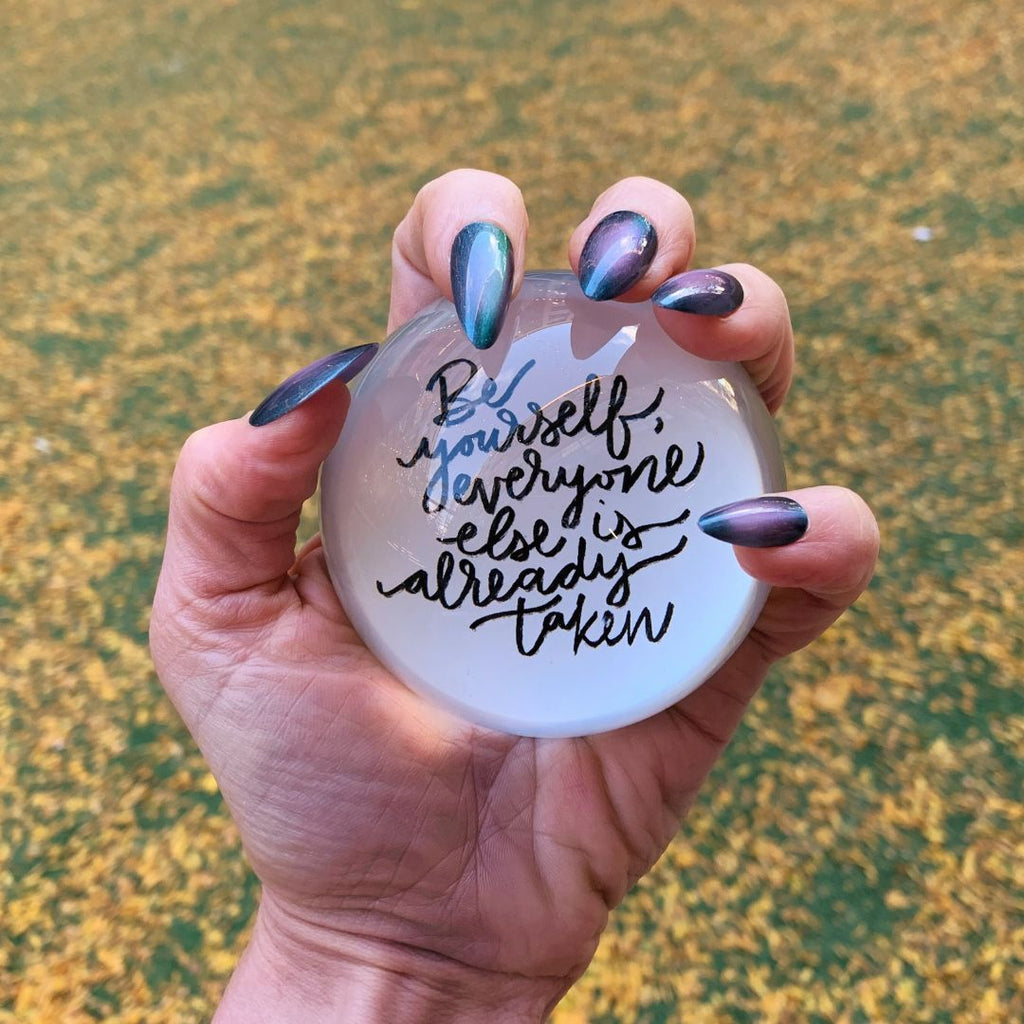 Be
yourself,
everyone
else is
already
taken